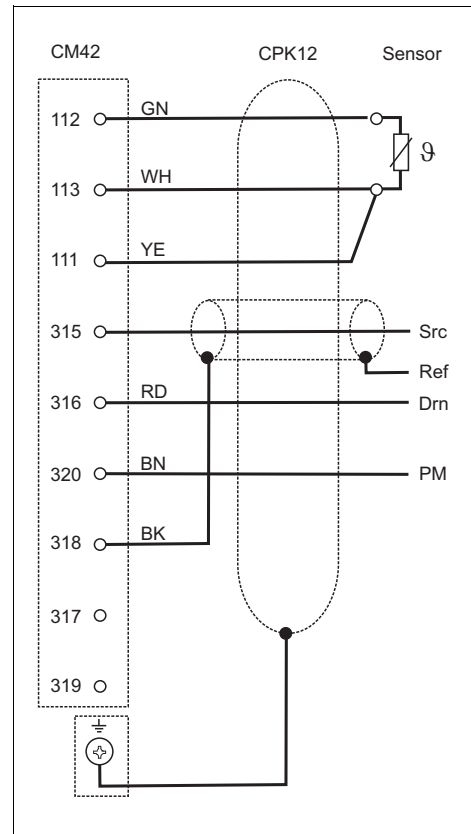 CM42 CPK12 Sensor
112 GN
ϑ
113 WH
111 YE
315 Src
Ref
316 RD Drn
320 BN PM
318 BK
317
319